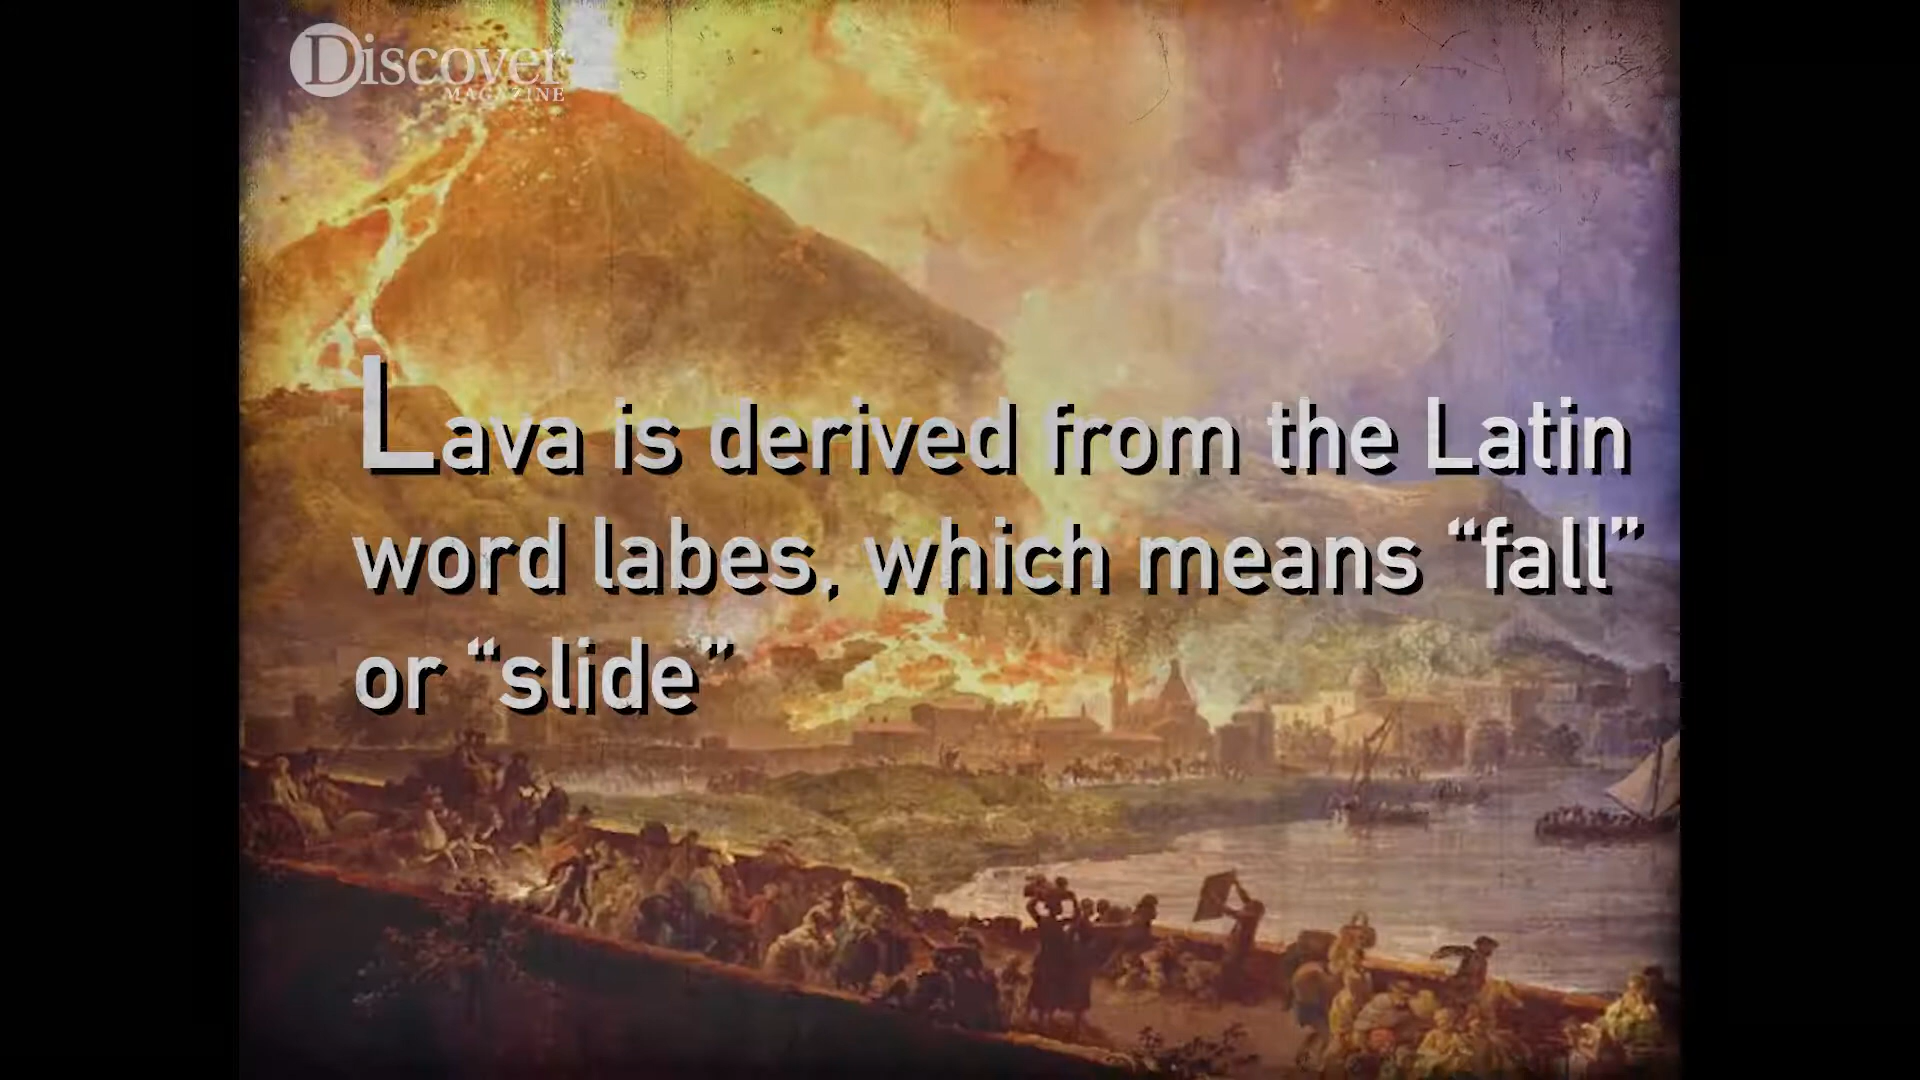 Discover
MAGAZINE
Lava is derived from the Latin
word labes, which means “fall”
or “slide”